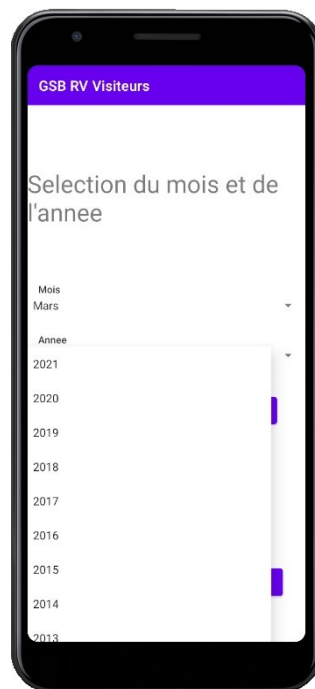 GSB RV Visiteurs
Selection du mois et de
l'annee
Mois
Mars
Annee
2021
2020
2019
2018
2017
2016
2015
2014
2013